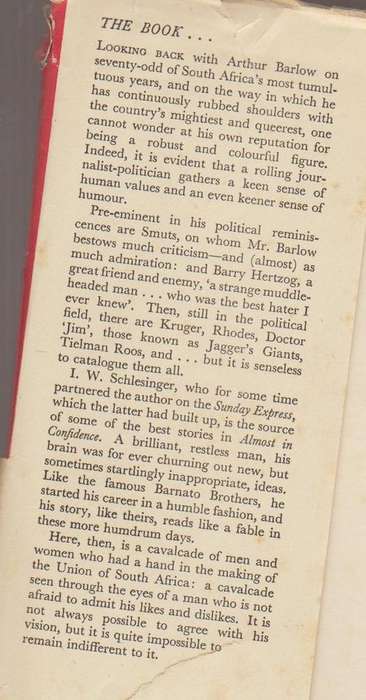 THE BOOK . . .
LOOKING BACK with Arthur Barlow on
seventy-odd of South Africa's most tumul-
tuous years, and on the way in which he
has continuously rubbed shoulders with
the country's mightiest and queerest, one
cannot wonder at his own reputation for
being a robust and colourful figure.
Indeed, it is evident that a rolling jour-
nalist-politician gathers a keen sense of
human values and an even keener sense of
humour.
Pre-eminent in his political reminis-
cences are Smuts, on whom Mr. Barlow
bestows much criticism—and (almost) as
much admiration: and Barry Hertzog, a
great friend and enemy, 'a strange muddle-
headed man . . . who was the best hater I
ever knew'. Then, still in the political
field, there are Kruger, Rhodes, Doctor
'Jim', those known as Jagger's Giants,
Tielman Roos, and . . . but it is senseless
to catalogue them all.
I. W. Schlesinger, who for some time
partnered the author on the Sunday Express,
which the latter had built up, is the source
of some of the best stories in Almost in
Confidence. A brilliant, restless man, his
brain was for ever churning out new, but
sometimes startlingly inappropriate, ideas.
Like the famous Barnato Brothers, he
started his career in a humble fashion, and
his story, like theirs, reads like a fable in
these more humdrum days.
Here, then, is a cavalcade of men and
women who had a hand in the making of
the Union of South Africa: a cavalcade
seen through the eyes of a man who is not
afraid to admit his likes and dislikes. It is
not always possible to agree with his
vision, but it is quite impossible to
remain indifferent to it.